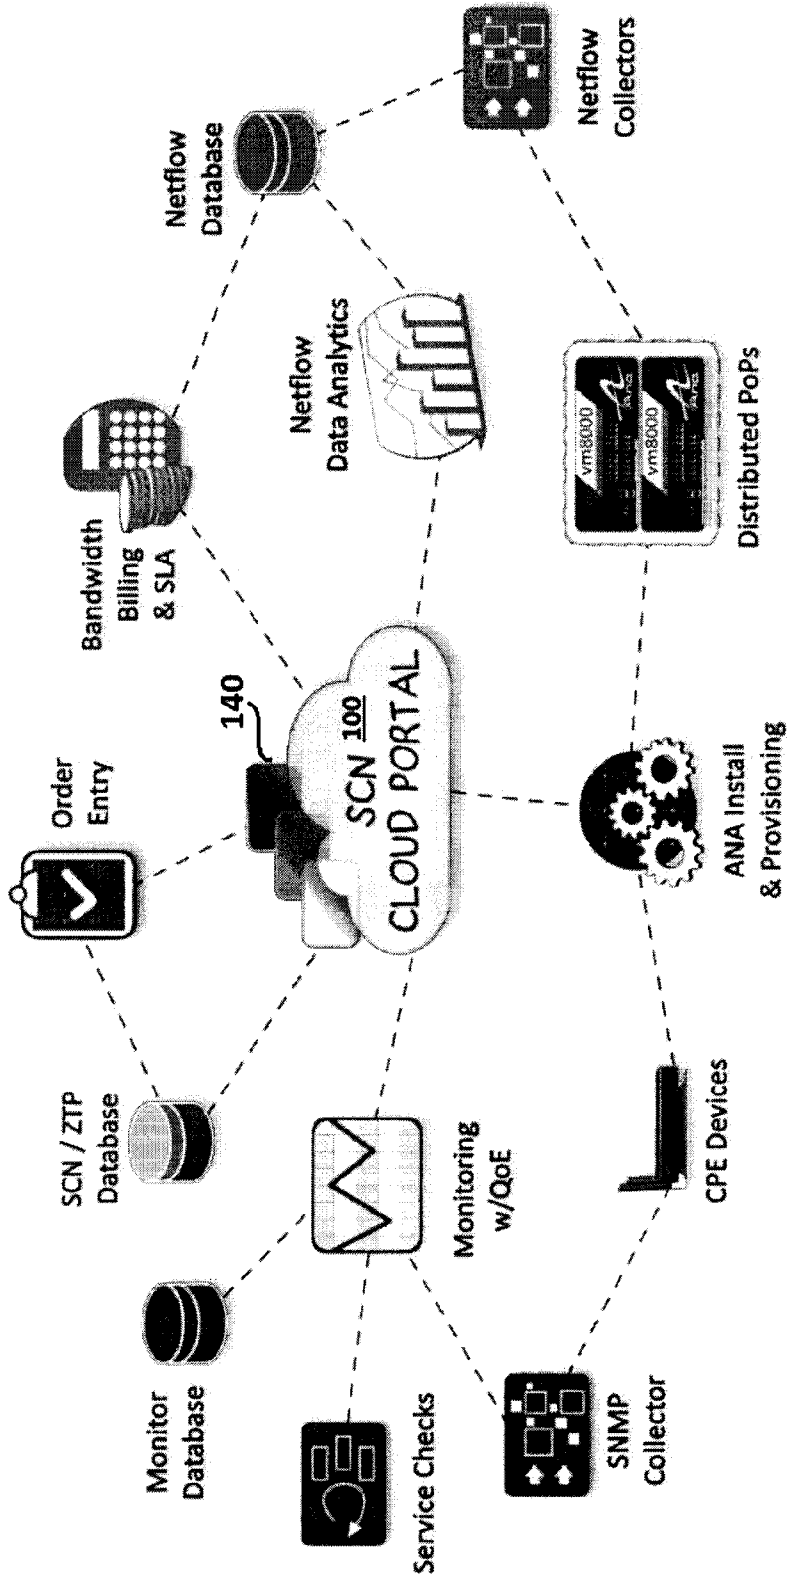 Monitor
Database
SCN / ZTP
Database
Order
Entry
Bandwidth
Billing
& SLA
Netflow
Database
140
SCN 100
CLOUD PORTAL
Netflow
Data Analytics
Service Checks
Monitoring
w/QoE
SNMP
Collector
CPE Devices
ANA Install
& Provisioning
vm8000
vm8000
Distributed PoPs
Netflow
Collectors